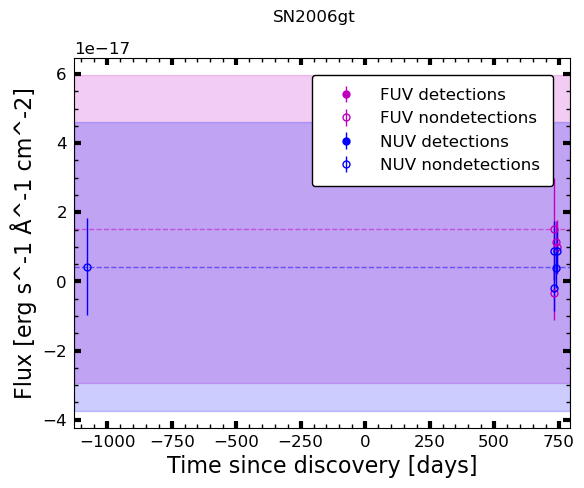 SN2006gt
1e−17
6
4
2
0
−2
−4
Flux [erg s^-1 Å^-1 cm^-2]
FUV detections
FUV nondetections
NUV detections
NUV nondetections
−1000 −750 −500 −250 0 250 500 750
Time since discovery [days]